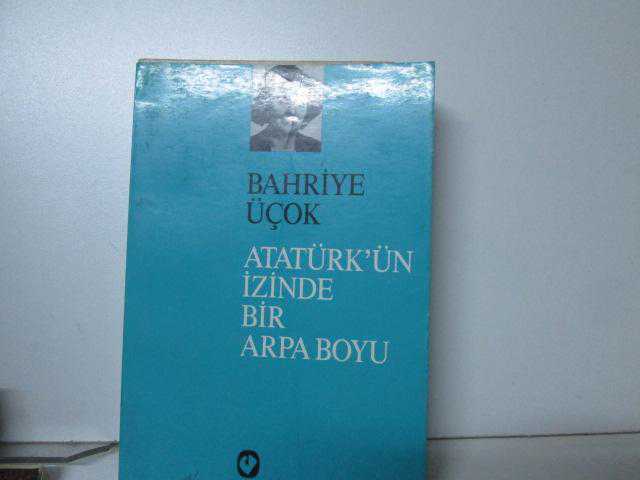 BAHRİYE
ÜÇOK
ATATÜRK'ÜN
İZİNDE
BİR
ARPA BOYU